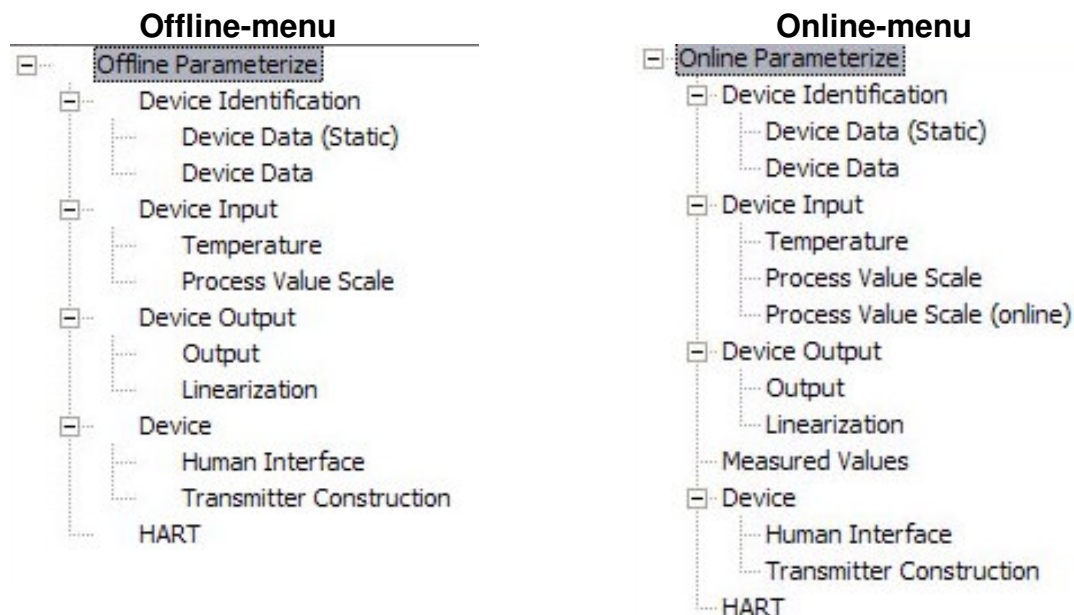 Offline-menu
Offline Parameterize
Device Identification
Device Data (Static)
Device Data
Device Input
Temperature
Process Value Scale
Device Output
Output
Linearization
Device
Human Interface
Transmitter Construction
HART
Online-menu
Online Parameterize
Device Identification
Device Data (Static)
Device Data
Device Input
Temperature
Process Value Scale
Process Value Scale (online)
Device Output
Output
Linearization
Measured Values
Device
Human Interface
Transmitter Construction
HART